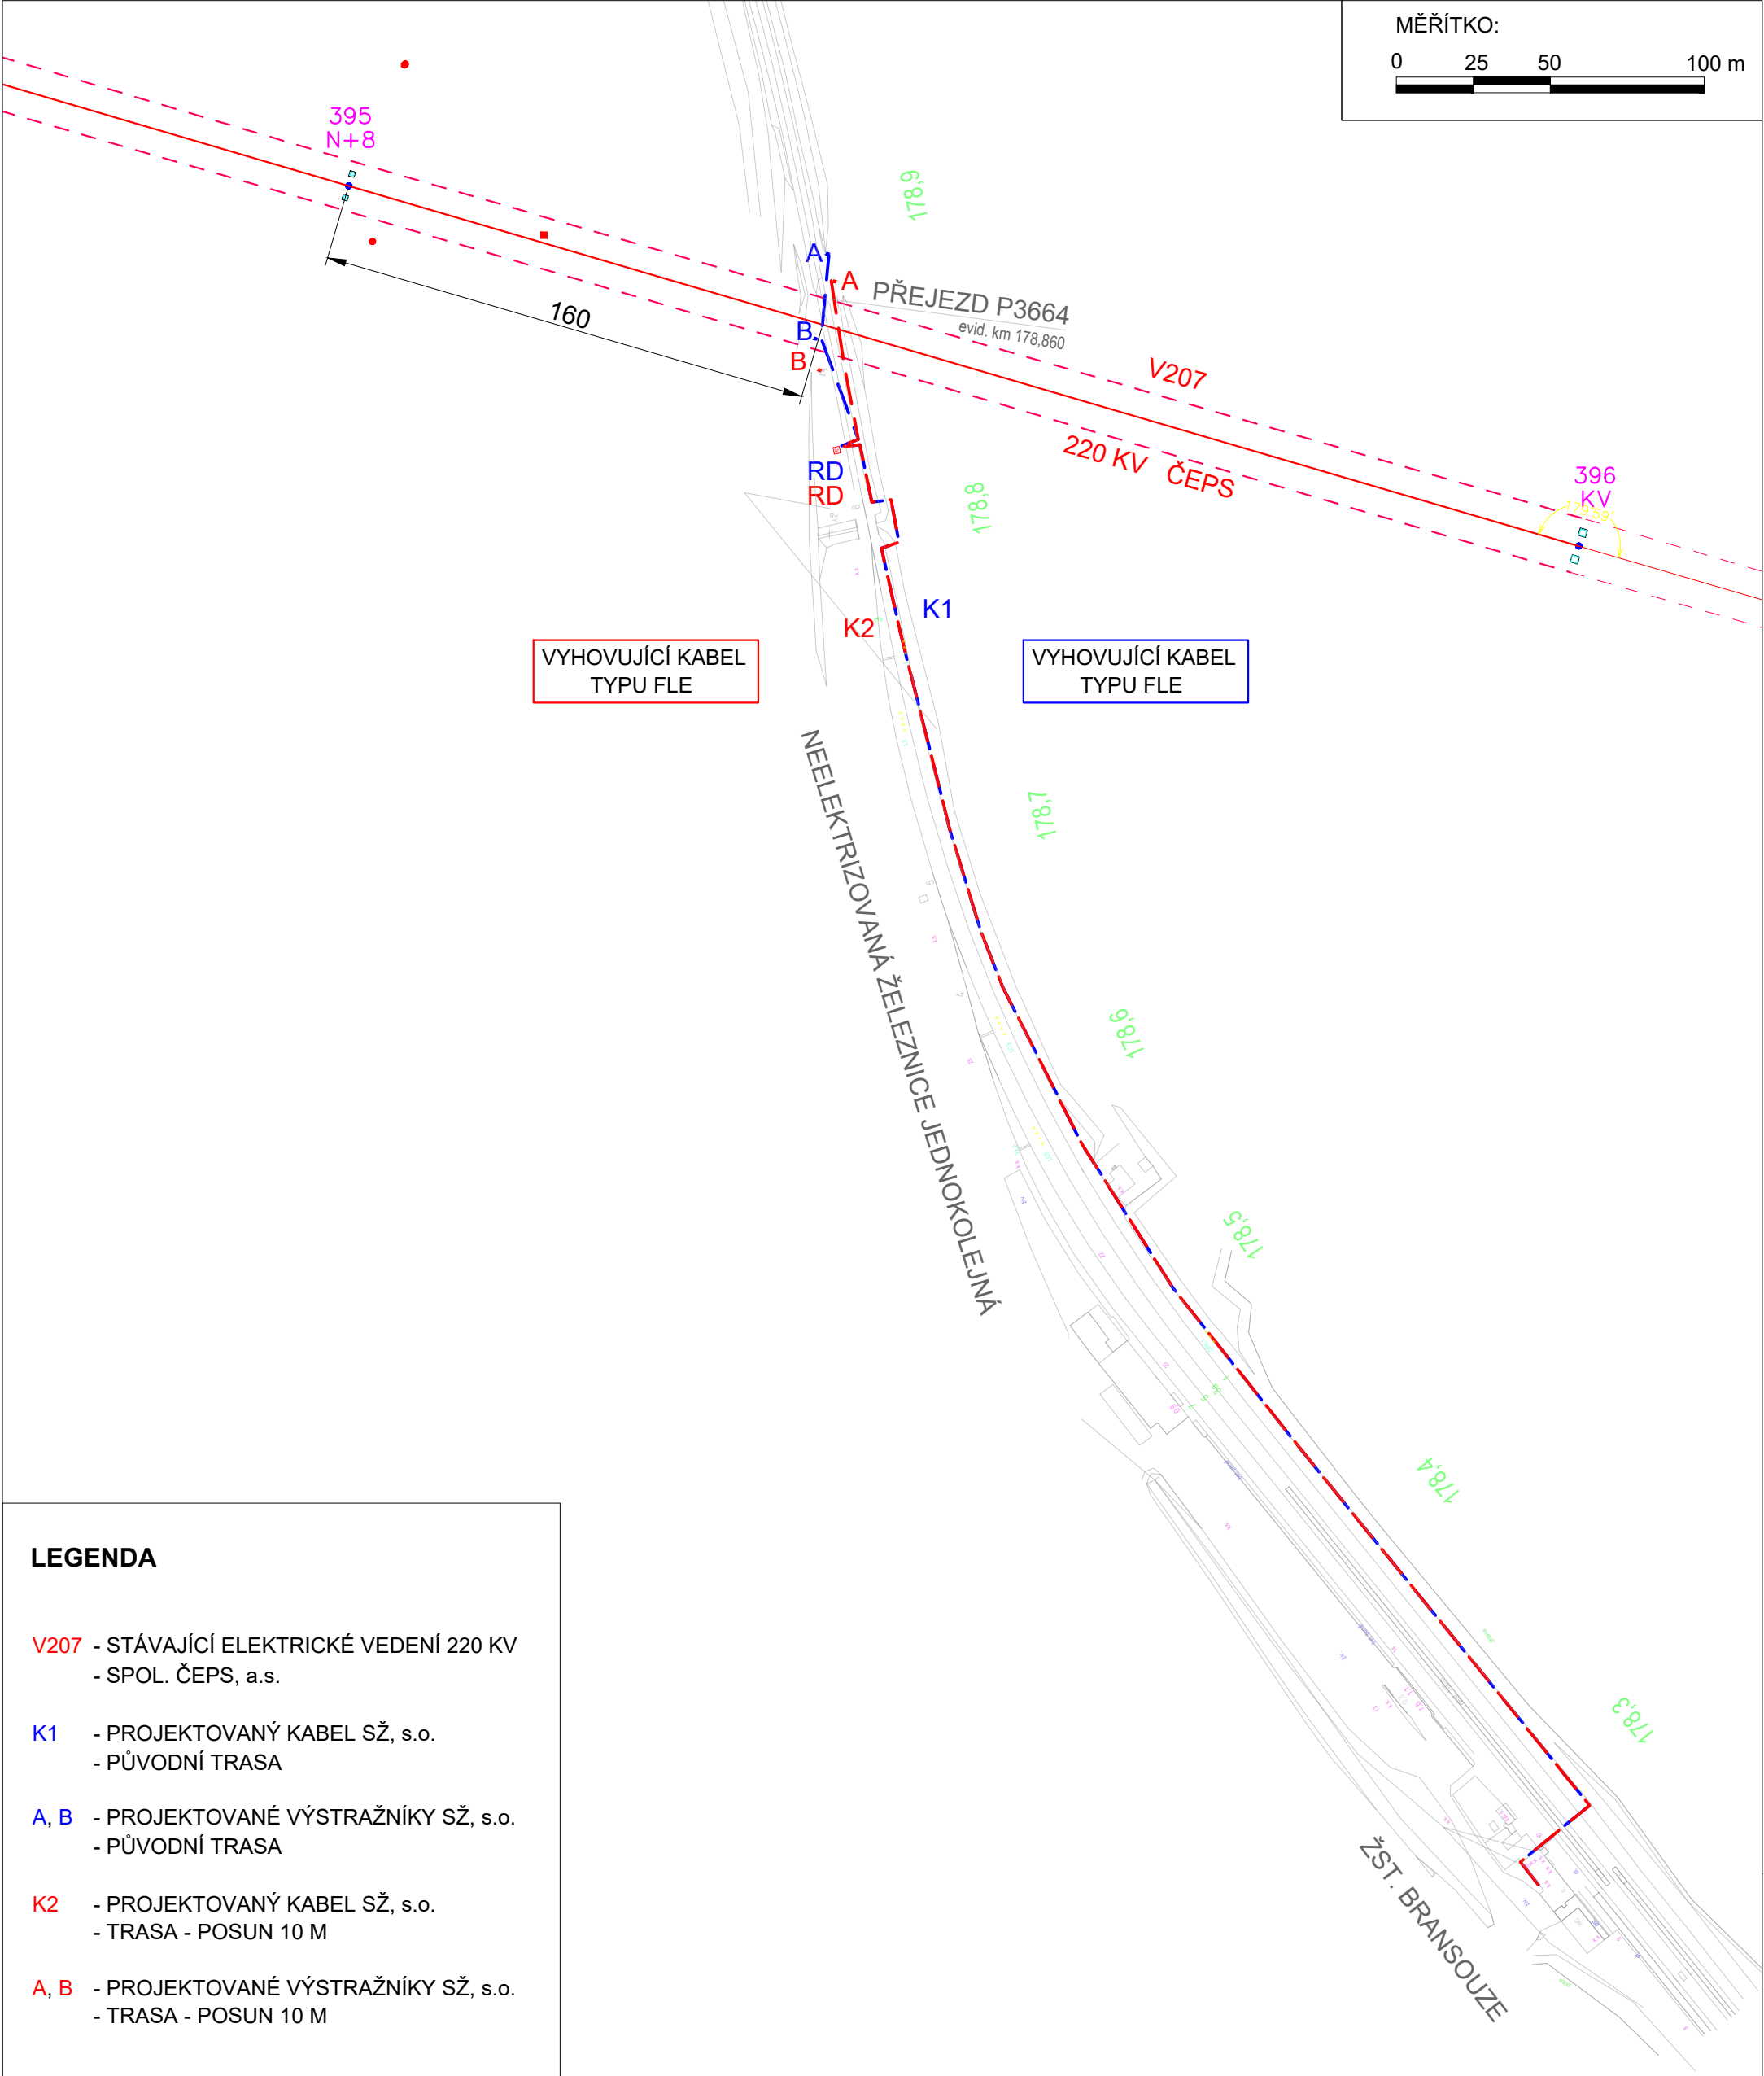 MĚŘÍTKO:
0 25 50 100 m
395
N+8
178,9
A
A
PŘEJEZD P3664
evid. km 178,860
160
B
B
V207
220 KV ČEPS
396
KV
RD
RD
178,8
K1
K2
VYHOVUJÍCÍ KABEL
TYPU FLE
VYHOVUJÍCÍ KABEL
TYPU FLE
NEELEKTRIZOVANÁ ŽELEZNICE JEDNOKOLEJNÁ
178,7
178,6
178,5
178,4
178,3
ŽST. BRANSOUZE
LEGENDA
V207 - STÁVAJÍCÍ ELEKTRICKÉ VEDENÍ 220 KV
- SPOL. ČEPS, a.s.
K1 - PROJEKTOVANÝ KABEL SŽ, s.o.
- PŮVODNÍ TRASA
A, B - PROJEKTOVANÉ VÝSTRAŽNÍKY SŽ, s.o.
- PŮVODNÍ TRASA
K2 - PROJEKTOVANÝ KABEL SŽ, s.o.
- TRASA - POSUN 10 M
A, B - PROJEKTOVANÉ VÝSTRAŽNÍKY SŽ, s.o.
- TRASA - POSUN 10 M